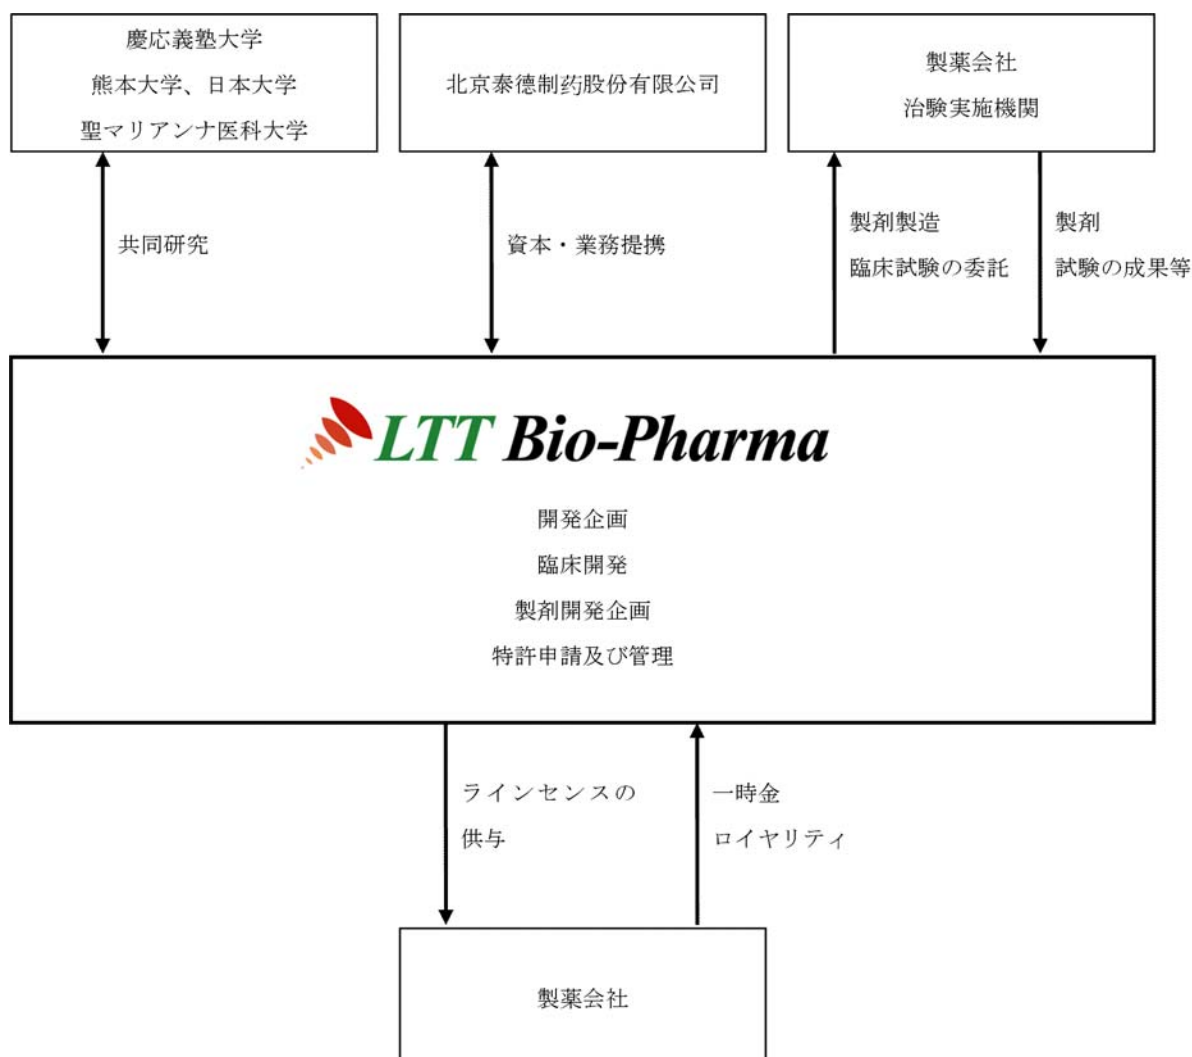 慶応義塾大学
熊本大学、日本大学
聖マリアンナ医科大学
北京泰德制药股份有限公司
製薬会社
治験実施機関
共同研究
資本・業務提携
製剤製造
臨床試験の委託
製剤
試験の成果等
LTT Bio-Pharma
開発企画
臨床開発
製剤開発企画
特許申請及び管理
ラインセンスの
供与
一時金
ロイヤリティ
製薬会社